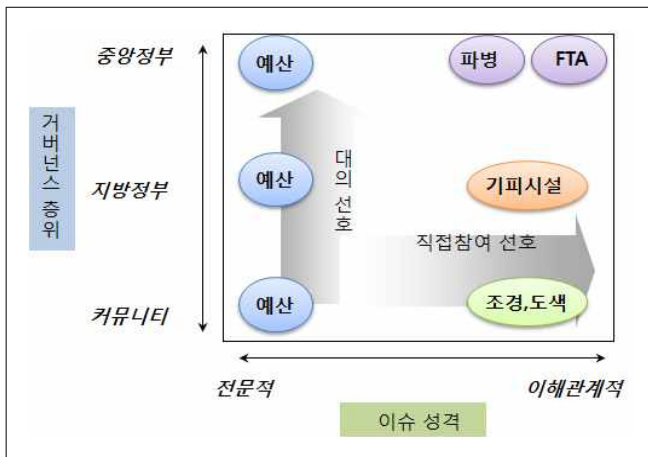 중앙정부
예산
파병
FTA
거버넌스 층위
대의 선호
지방정부
예산
기피시설
직접참여 선호
커뮤니티
예산
조경,도색
전문적
이해관계적
이슈 성격